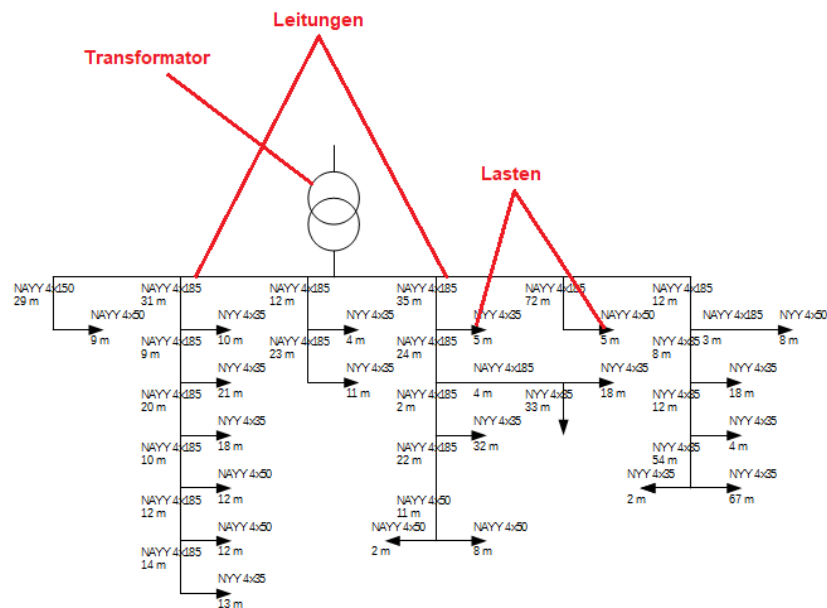 Leitungen
Transformator
Lasten
NAYY 4x150
29 m
NAYY 4x185
31 m
NAYY 4x185
12 m
NAYY 4x185
35 m
NAYY 4x185
72 m
NAYY 4x185
12 m
NAYY 4x50
9 m
NYY 4x35
10 m
NYY 4x35
4 m
NYY 4x35
5 m
NAYY 4x50
5 m
NAYY 4x185
3 m
NYY 4x50
8 m
NAYY 4x185
9 m
NAYY 4x185
23 m
NAYY 4x185
24 m
NYY 4x35
8 m
NYY 4x35
21 m
NYY 4x35
11 m
NAYY 4x185
4 m
NYY 4x35
18 m
NYY 4x35
18 m
NAYY 4x185
20 m
NAYY 4x185
2 m
NYY 4x35
33 m
NYY 4x35
12 m
NYY 4x35
18 m
NYY 4x35
32 m
NYY 4x35
4 m
NAYY 4x185
10 m
NAYY 4x185
22 m
NYY 4x35
54 m
NAYY 4x50
12 m
NYY 4x35
2 m
NYY 4x35
67 m
NAYY 4x185
12 m
NAYY 4x50
11 m
NAYY 4x50
12 m
NAYY 4x50
2 m
NAYY 4x50
8 m
NAYY 4x185
14 m
NYY 4x35
13 m